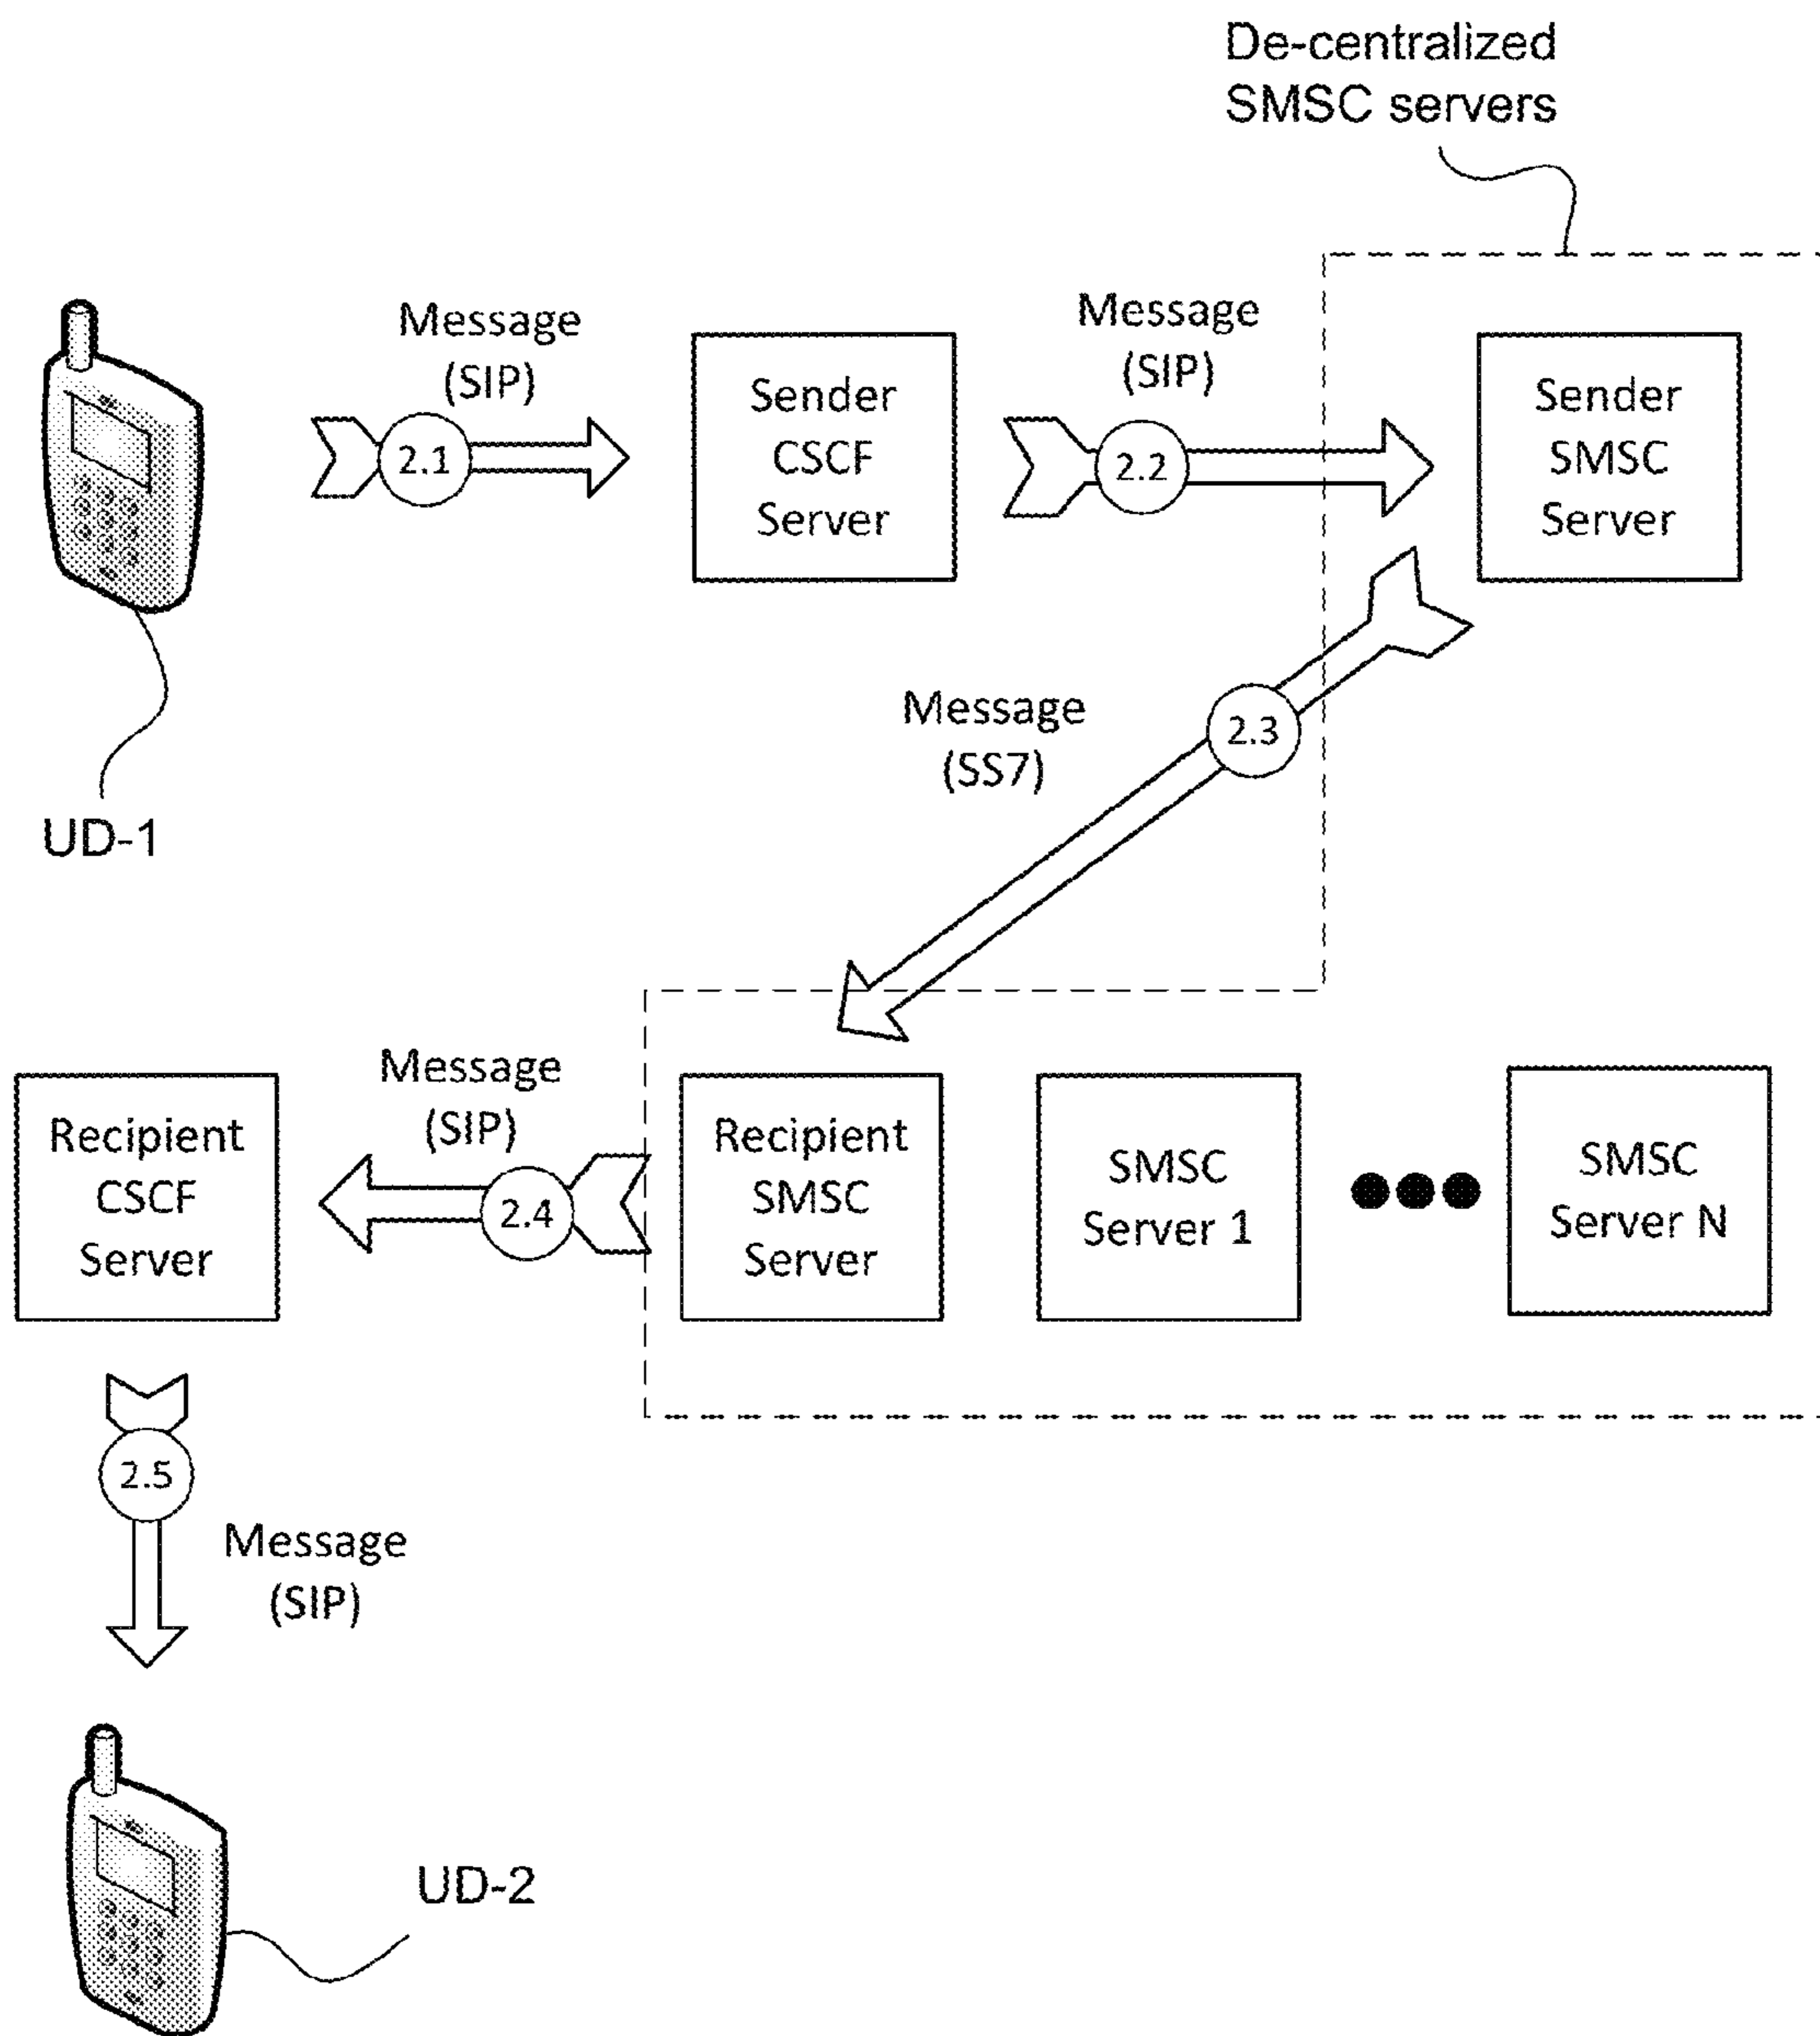 De-centralized
SMSC servers
Message
(SIP)
2.1
Sender
CSCF
Server
Message
(SIP)
2.2
Sender
SMSC
Server
Message
(SS7)
2.3
UD-1
Recipient
CSCF
Server
Message
(SIP)
2.4
Recipient
SMSC
Server
SMSC
Server 1
SMSC
Server N
2.5
Message
(SIP)
UD-2